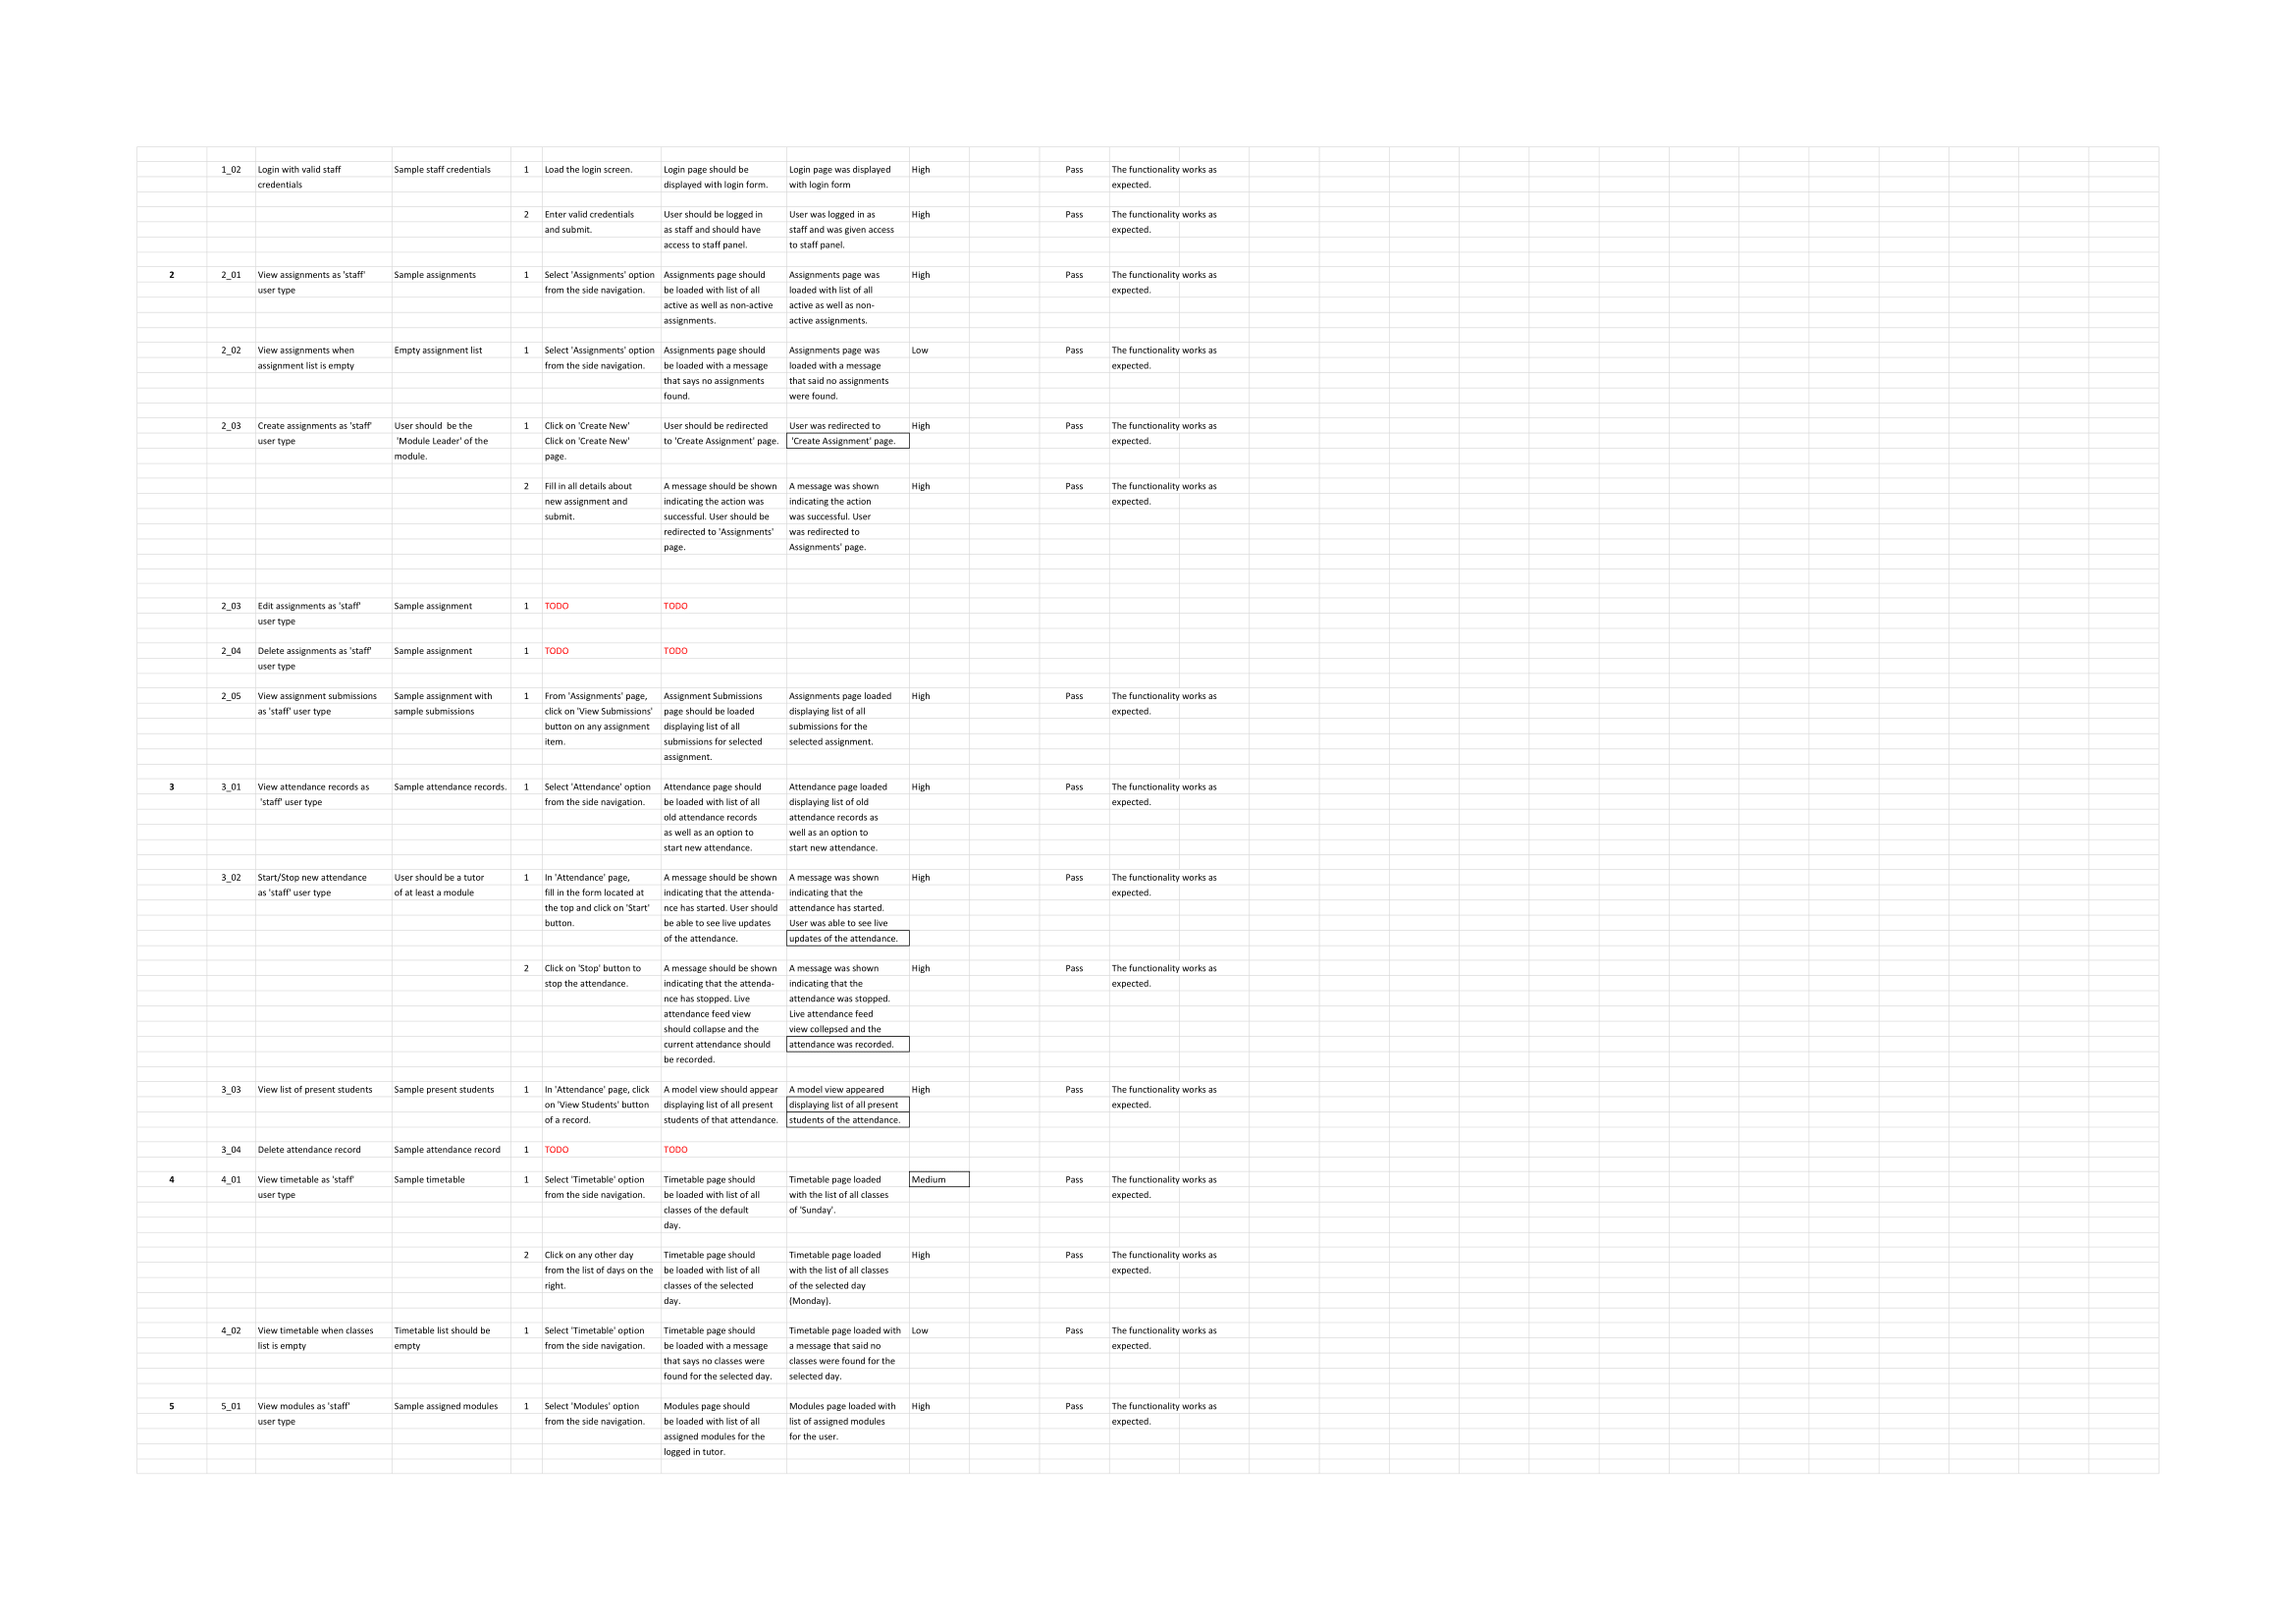 1_02 Login with valid staff Sample staff credentials 1 Load the login screen. Login page should be Login page was displayed High Pass The functionality works as
credentials displayed with login form. with login form expected.
2 Enter valid credentials User should be logged in User was logged in as High Pass The functionality works as
and submit. as staff and should have staff and was given access expected.
access to staff panel. to staff panel.
2 2_01 View assignments as 'staff' Sample assignments 1 Select 'Assignments' option Assignments page should Assignments page was High Pass The functionality works as
user type from the side navigation. be loaded with list of all loaded with list of all expected.
active as well as non-active active as well as non-
assignments. active assignments.
2_02 View assignments when Empty assignment list 1 Select 'Assignments' option Assignments page should Assignments page was Low Pass The functionality works as
assignment list is empty from the side navigation. be loaded with a message loaded with a message expected.
that says no assignments that said no assignments
found. were found.
2_03 Create assignments as 'staff' User should  be the 1 Click on 'Create New' User should be redirected User was redirected to High Pass The functionality works as
user type 'Module Leader' of the Click on 'Create New' to 'Create Assignment' page. 'Create Assignment' page. expected.
module. page.
2 Fill in all details about A message should be shown A message was shown High Pass The functionality works as
new assignment and indicating the action was indicating the action expected.
submit. successful. User should be was successful. User
redirected to 'Assignments' was redirected to
page. Assignments' page.
2_03 Edit assignments as 'staff' Sample assignment 1 TODO TODO
user type
2_04 Delete assignments as 'staff' Sample assignment 1 TODO TODO
user type
2_05 View assignment submissions Sample assignment with 1 From 'Assignments' page, Assignment Submissions Assignments page loaded High Pass The functionality works as
as 'staff' user type sample submissions click on 'View Submissions' page should be loaded displaying list of all expected.
button on any assignment displaying list of all submissions for the
item. submissions for selected selected assignment.
assignment.
3 3_01 View attendance records as Sample attendance records. 1 Select 'Attendance' option Attendance page should Attendance page loaded High Pass The functionality works as
'staff' user type from the side navigation. be loaded with list of all displaying list of old expected.
old attendance records attendance records as
as well as an option to well as an option to
start new attendance. start new attendance.
3_02 Start/Stop new attendance User should be a tutor 1 In 'Attendance' page, A message should be shown A message was shown High Pass The functionality works as
as 'staff' user type of at least a module fill in the form located at indicating that the attenda- indicating that the expected.
the top and click on 'Start' nce has started. User should attendance has started.
button. be able to see live updates User was able to see live
of the attendance. updates of the attendance.
2 Click on 'Stop' button to A message should be shown A message was shown High Pass The functionality works as
stop the attendance. indicating that the attenda- indicating that the expected.
nce has stopped. Live attendance was stopped.
attendance feed view Live attendance feed
should collapse and the view collepsed and the
current attendance should attendance was recorded.
be recorded.
3_03 View list of present students Sample present students 1 In 'Attendance' page, click A model view should appear A model view appeared High Pass The functionality works as
on 'View Students' button displaying list of all present displaying list of all present expected.
of a record. students of that attendance. students of the attendance.
3_04 Delete attendance record Sample attendance record 1 TODO TODO
4 4_01 View timetable as 'staff' Sample timetable 1 Select 'Timetable' option Timetable page should Timetable page loaded Medium Pass The functionality works as
user type from the side navigation. be loaded with list of all with the list of all classes expected.
classes of the default of 'Sunday'.
day.
2 Click on any other day Timetable page should Timetable page loaded High Pass The functionality works as
from the list of days on the be loaded with list of all with the list of all classes expected.
right. classes of the selected of the selected day
day. (Monday).
4_02 View timetable when classes Timetable list should be 1 Select 'Timetable' option Timetable page should Timetable page loaded with Low Pass The functionality works as
list is empty empty from the side navigation. be loaded with a message a message that said no expected.
that says no classes were classes were found for the
found for the selected day. selected day.
5 5_01 View modules as 'staff' Sample assigned modules 1 Select 'Modules' option Modules page should Modules page loaded with High Pass The functionality works as
user type from the side navigation. be loaded with list of all list of assigned modules expected.
assigned modules for the for the user.
logged in tutor.